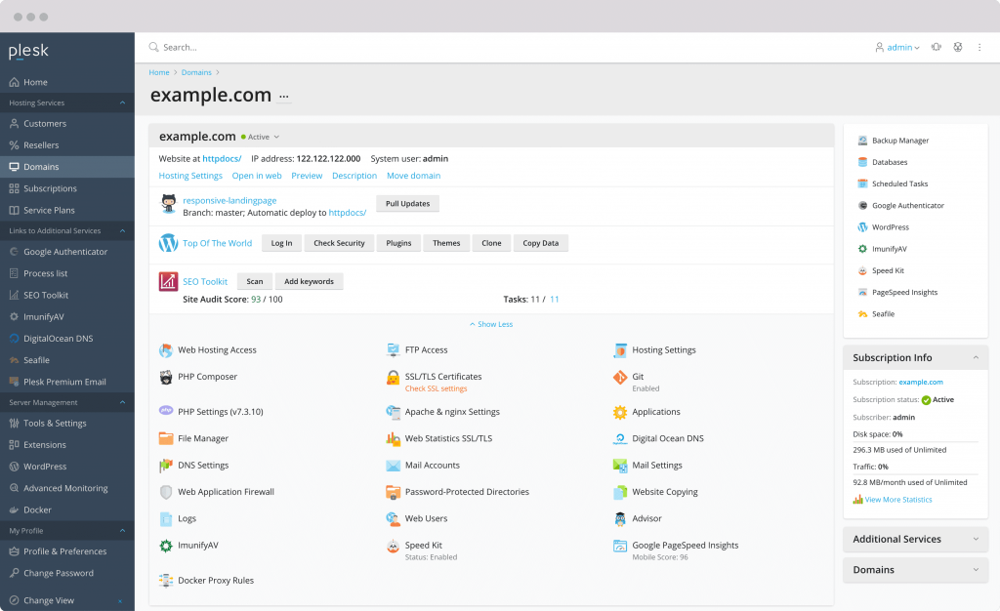 plesk
Home
Hosting Services
Customers
Resellers
Domains
Subscriptions
Service Plans
Links to Additional Services
Google Authenticator
Process list
SEO Toolkit
ImunifyAV
DigitalOcean DNS
Seafile
Plesk Premium Email
Server Management
Tools & Settings
Extensions
WordPress
Advanced Monitoring
Docker
My Profile
Profile & Preferences
Change Password
Change View
Search...
admin
Home > Domains >
example.com ...
example.com Active
Website at httpdocs/ IP address: 122.122.122.000 System user: admin
Hosting Settings Open in web Preview Description Move domain
responsive-landingpage
Branch: master; Automatic deploy to httpdocs/
Pull Updates
Top Of The World Log In Check Security Plugins Themes Clone Copy Data
SEO Toolkit Scan Add keywords
Site Audit Score: 93 / 100 Tasks: 11 / 11
Show Less
Web Hosting Access FTP Access Hosting Settings
PHP Composer SSL/TLS Certificates Git
Check SSL settings Enabled
php PHP Settings (v7.3.10) Apache & nginx Settings Applications
File Manager Web Statistics SSL/TLS Digital Ocean DNS
DNS Settings Mail Accounts Mail Settings
Web Application Firewall Password-Protected Directories Website Copying
Logs Web Users Advisor
ImunifyAV Speed Kit Google PageSpeed Insights
Status: Enabled Mobile Score: 96
Docker Proxy Rules
Backup Manager
Databases
Scheduled Tasks
Google Authenticator
WordPress
ImunifyAV
Speed Kit
PageSpeed Insights
Seafile
Subscription Info
Subscription: example.com
Subscription status: Active
Subscriber: admin
Disk space: 0%
296.3 MB used of Unlimited
Traffic: 0%
92.8 MB/month used of Unlimited
View More Statistics
Additional Services
Domains